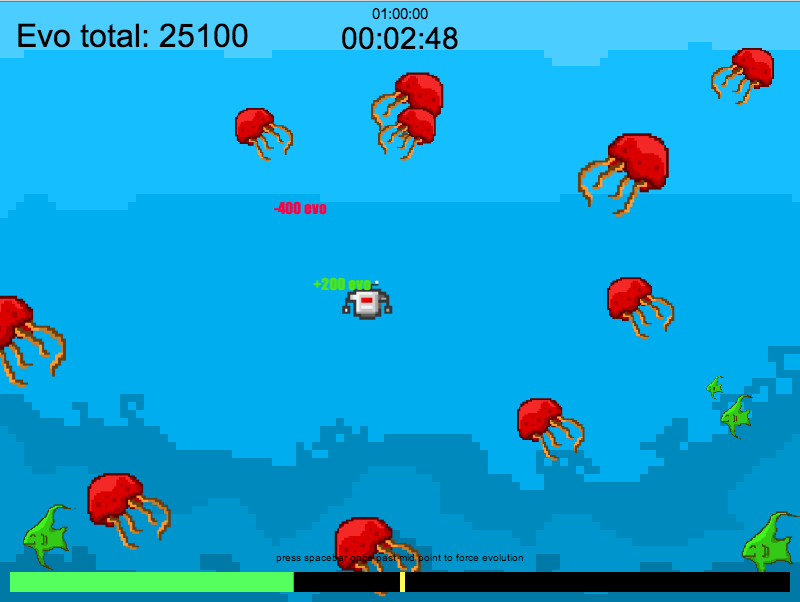 01:00:00
Evo total: 25100
00:02:48
-400 evo
+200 evo
press spacebar once past mid point to force evolution